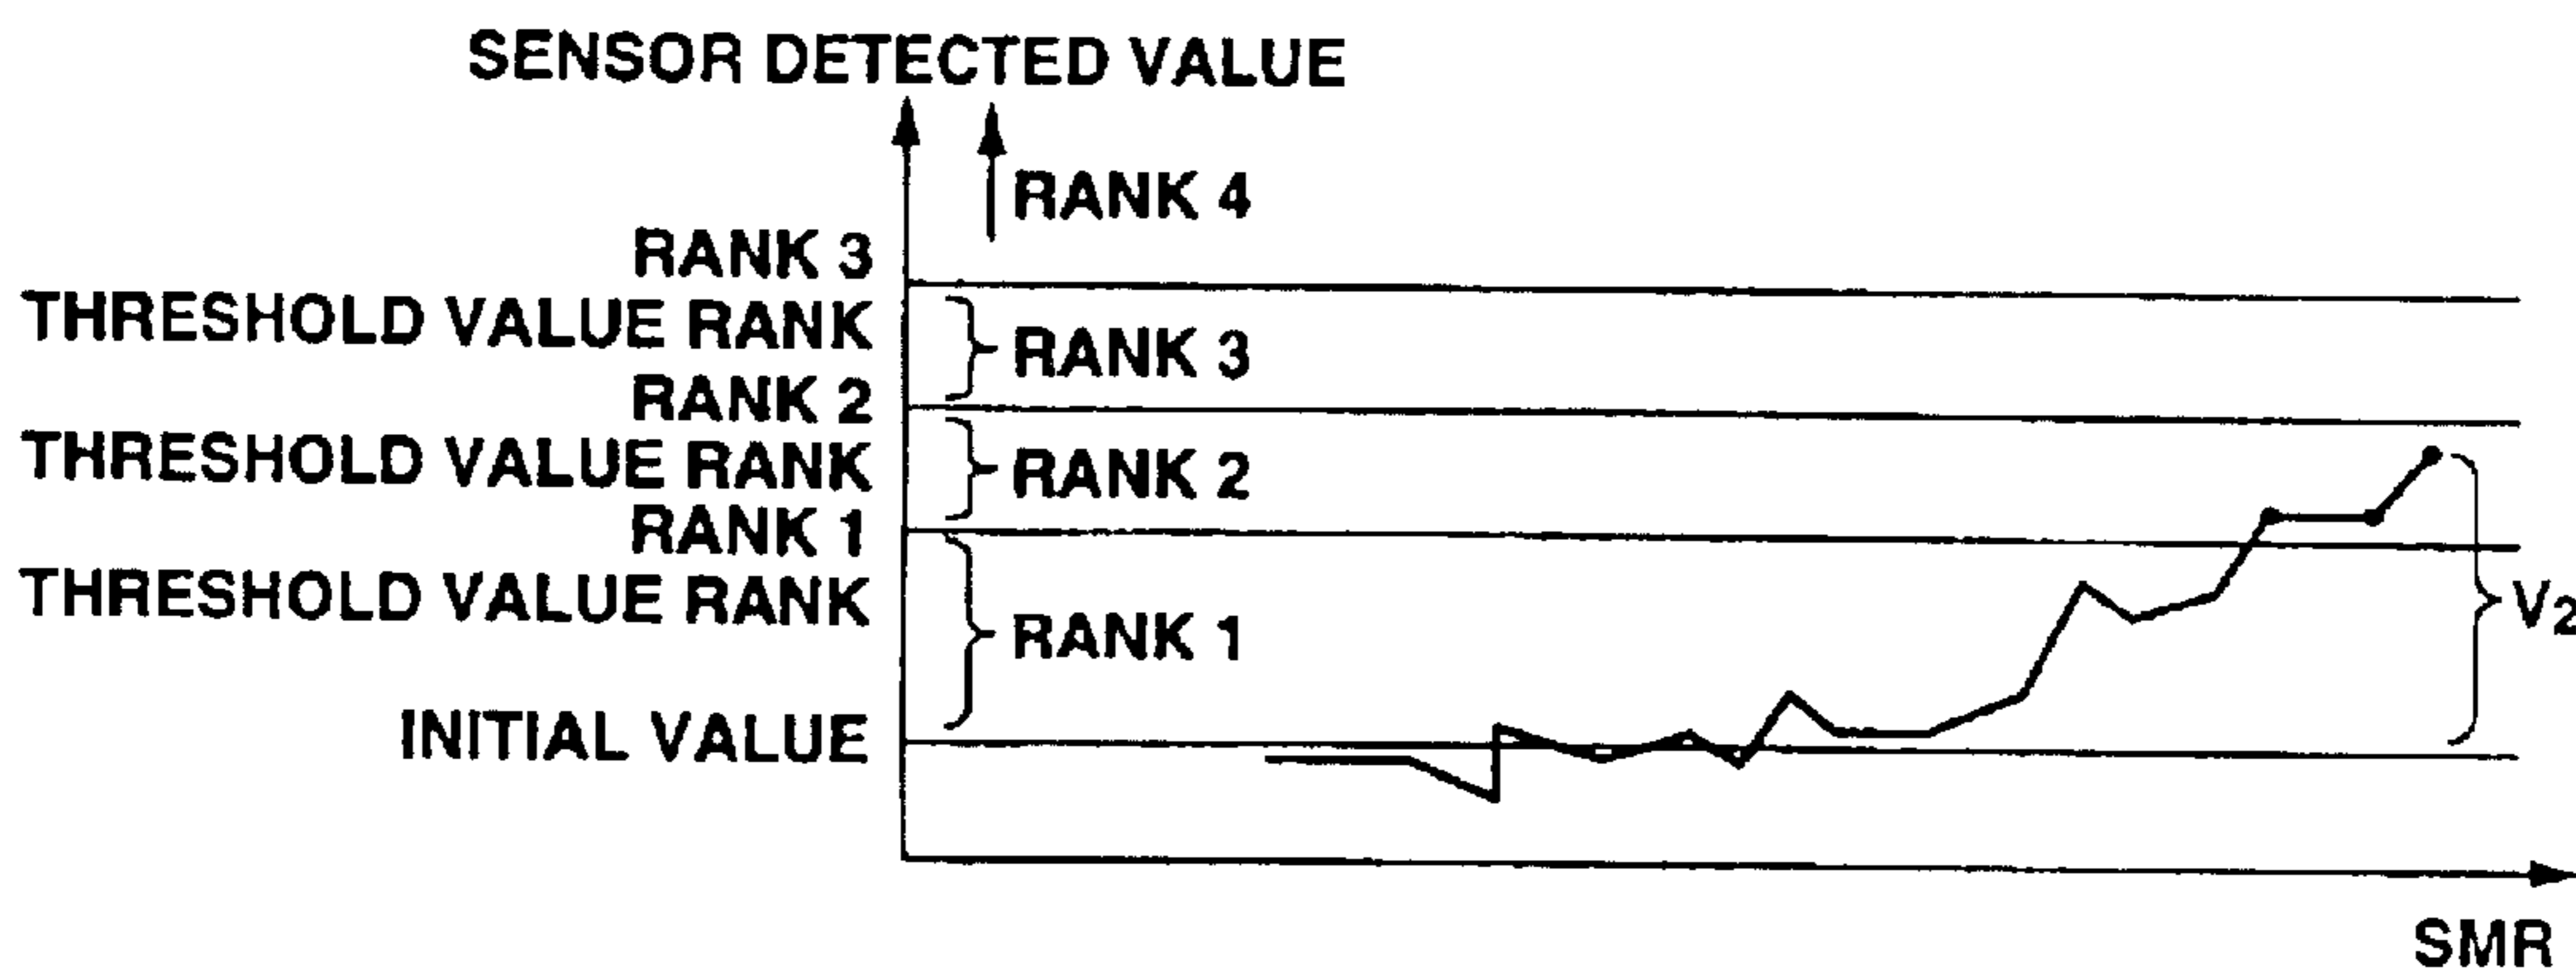 SENSOR DETECTED VALUE
RANK 4
RANK 3
THRESHOLD VALUE RANK
RANK 3
RANK 2
THRESHOLD VALUE RANK
RANK 2
RANK 1
THRESHOLD VALUE RANK
RANK 1
V2
INITIAL VALUE
SMR